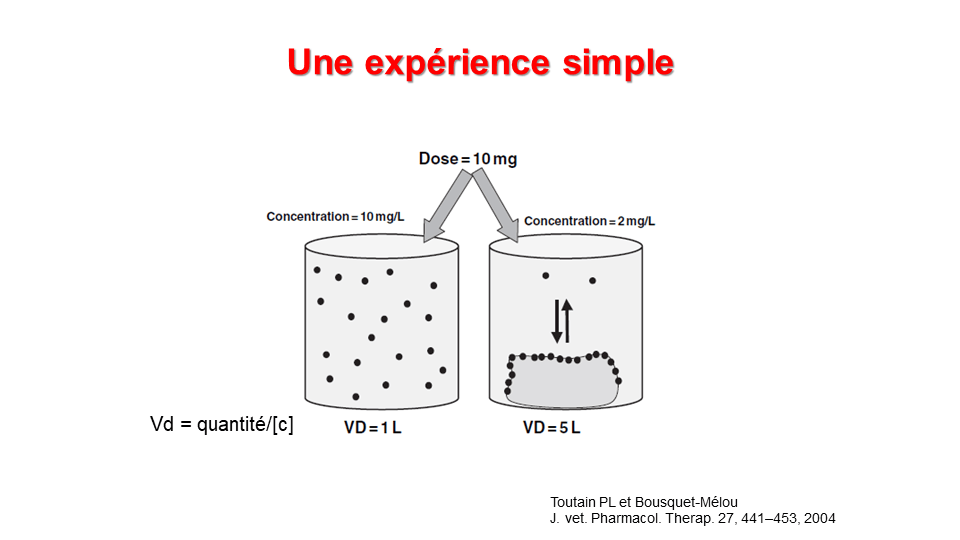 Une expérience simple
Dose = 10 mg
Concentration = 10 mg/L
Concentration = 2 mg/L
Vd = quantité/[c]
VD = 1 L
VD = 5 L
Toutain PL et Bousquet-Mélou
J. vet. Pharmacol. Therap. 27, 441–453, 2004